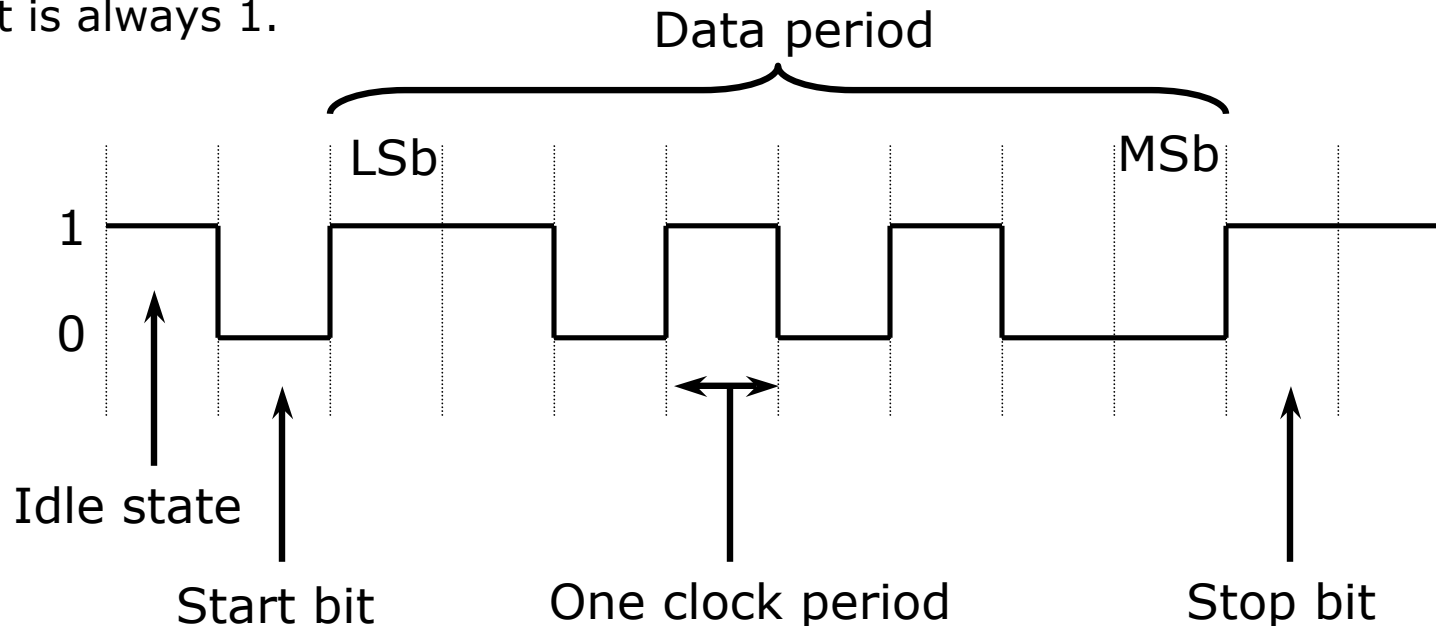 t is always 1.
Data period
LSb
MSb
1
0
Idle state
Start bit
One clock period
Stop bit